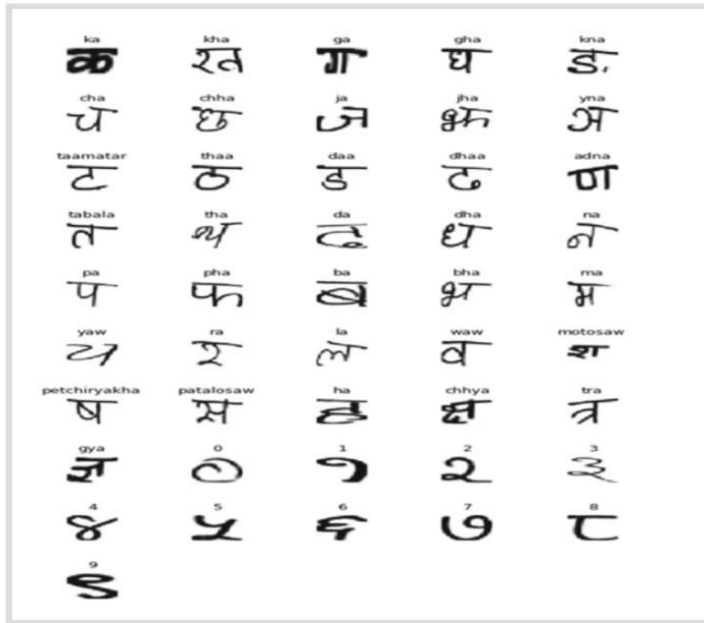 ka kha ga gha kna
क ख ग घ ङ
cha chha ja jha yna
च छ ज झ ञ
taamatar thaa daa dhaa adna
ट ठ ड ढ ण
tabala tha da dha na
त थ द ध न
pa pha ba bha ma
प फ ब भ म
yaw ra la waw motosaw
य र ल व श
petchiryakha patalosaw ha chhya tra
ष स ह क्ष त्र
gya 0 1 2 3
ज्ञ ० १ २ ३
4 5 6 7 8
४ ५ ६ ७ ८
9
९